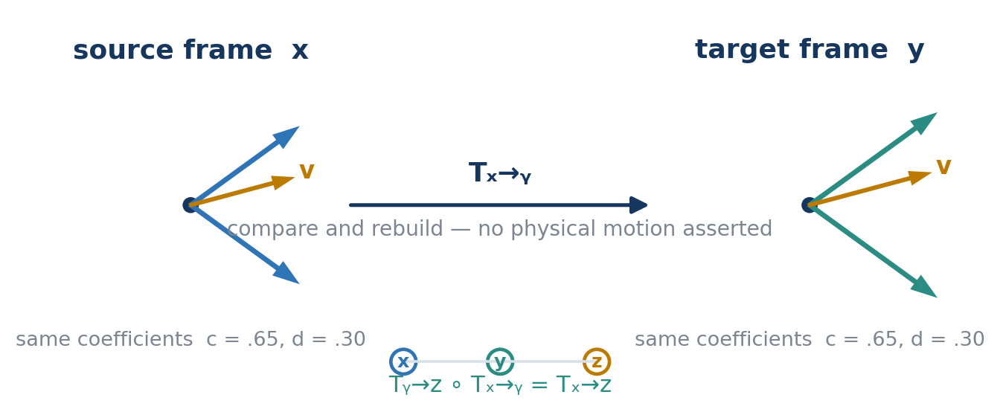 source frame  x
target frame  y
v
v
Tₓ→ᵧ
compare and rebuild — no physical motion asserted
same coefficients  c = .65, d = .30
same coefficients  c = .65, d = .30
x
y
z
Tᵧ→z ∘ Tₓ→ᵧ = Tₓ→z